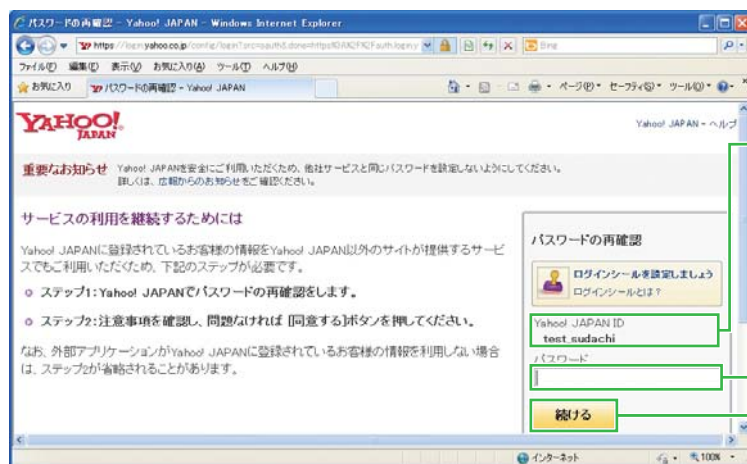 パスワードの再確認 - Yahoo! JAPAN - Windows Internet Explorer
Bing
ファイル(F) 編集(E) 表示(V) お気に入り(A) ツール(T) ヘルプ(H)
お気に入り パスワードの再確認 - Yahoo! JAPAN ページ(P) セーフティ(S) ツール(O)
YAHOO!
JAPAN
Yahoo! JAPAN - ヘルプ
重要なお知らせ Yahoo! JAPANを安全にご利用いただくため、他社サービスと同じパスワードを設定しないようにしてください。
詳しくは、広報からのお知らせをご確認ください。
サービスの利用を継続するためには
Yahoo! JAPANに登録されているお客様の情報をYahoo! JAPAN以外のサイトが提供するサービ
スでもご利用いただくため、下記のステップが必要です。
ステップ1:Yahoo! JAPANでパスワードの再確認をします。
ステップ2:注意事項を確認し、問題なければ [同意する]ボタンを押してください。
なお、外部アプリケーションがYahoo! JAPANに登録されているお客様の情報を利用しない場合
は、ステップ2が省略されることがあります。
パスワードの再確認
ログインシールを設定しましょう
ログインシールとは?
Yahoo! JAPAN ID
test_sudachi
パスワード
続ける
インターネット 100%